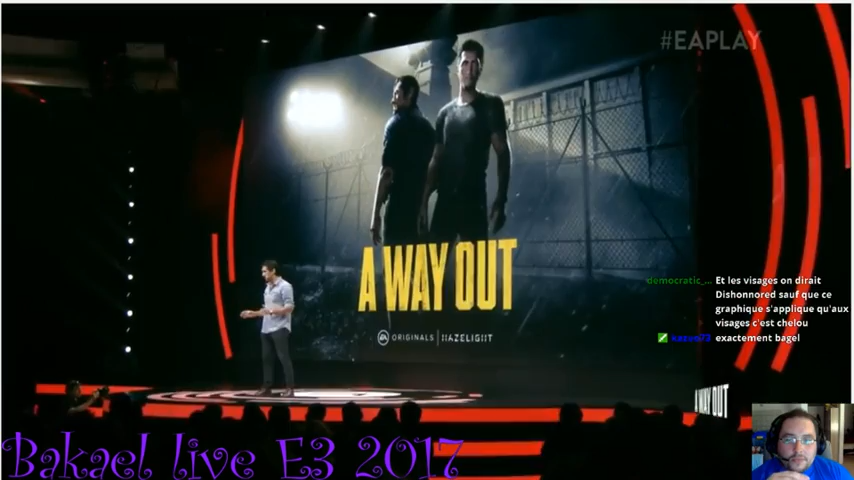 #EAPLAY
A WAY OUT
EA ORIGINALS | HAZELIGHT
democratic_... Et les visages on dirait
Dishonnored sauf que ce
graphique s'applique qu'aux
visages c'est chelou
exactement bagel
A WAY OUT
Bakael live E3 2017